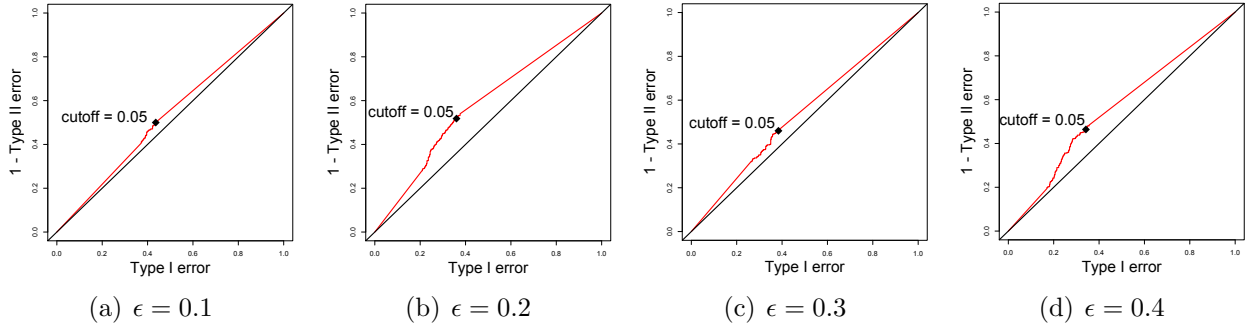 1 - Type II error
0.0 0.2 0.4 0.6 0.8 1.0
cutoff = 0.05
0.0 0.2 0.4 0.6 0.8 1.0
Type I error
(a) ϵ = 0.1
1 - Type II error
0.0 0.2 0.4 0.6 0.8 1.0
cutoff = 0.05
0.0 0.2 0.4 0.6 0.8 1.0
Type I error
(b) ϵ = 0.2
1 - Type II error
0.0 0.2 0.4 0.6 0.8 1.0
cutoff = 0.05
0.0 0.2 0.4 0.6 0.8 1.0
Type I error
(c) ϵ = 0.3
1 - Type II error
0.0 0.2 0.4 0.6 0.8 1.0
cutoff = 0.05
0.0 0.2 0.4 0.6 0.8 1.0
Type I error
(d) ϵ = 0.4